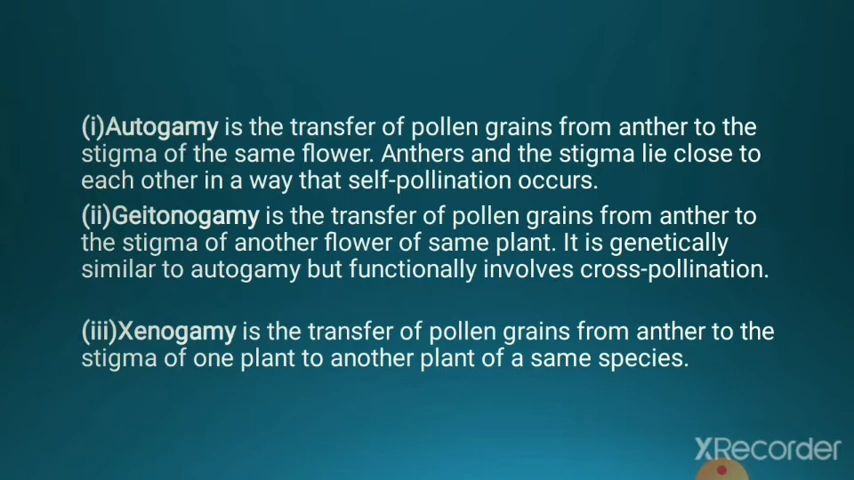 (i)Autogamy is the transfer of pollen grains from anther to the
stigma of the same flower. Anthers and the stigma lie close to
each other in a way that self-pollination occurs.
(ii)Geitonogamy is the transfer of pollen grains from anther to
the stigma of another flower of same plant. It is genetically
similar to autogamy but functionally involves cross-pollination.
(iii)Xenogamy is the transfer of pollen grains from anther to the
stigma of one plant to another plant of a same species.
XRecorder